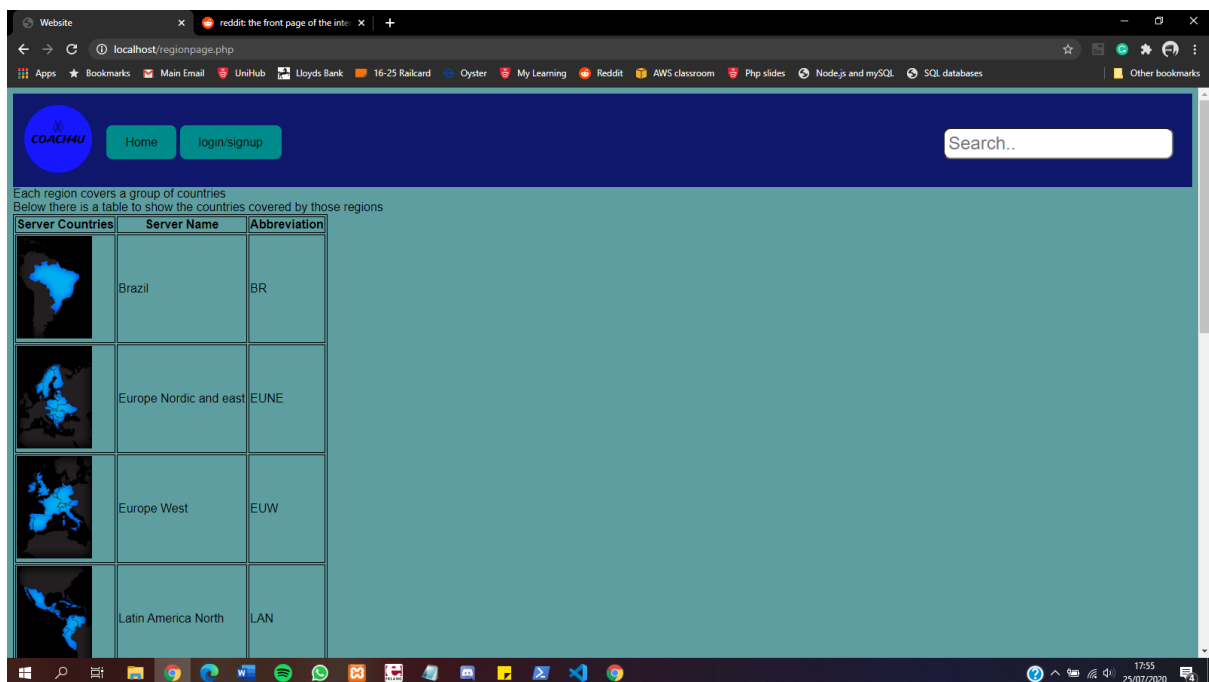 Website
reddit: the front page of the inte
localhost/regionpage.php
Apps
Bookmarks
Main Email
UniHub
Lloyds Bank
16-25 Railcard
Oyster
My Learning
Reddit
AWS classroom
Php slides
Node.js and mySQL
SQL databases
Other bookmarks
COACH4U
Home
login/signup
Search..
Each region covers a group of countries
Below there is a table to show the countries covered by those regions
Server Countries Server Name Abbreviation
Brazil BR
Europe Nordic and east EUNE
Europe West EUW
Latin America North LAN
17:55
25/07/2020